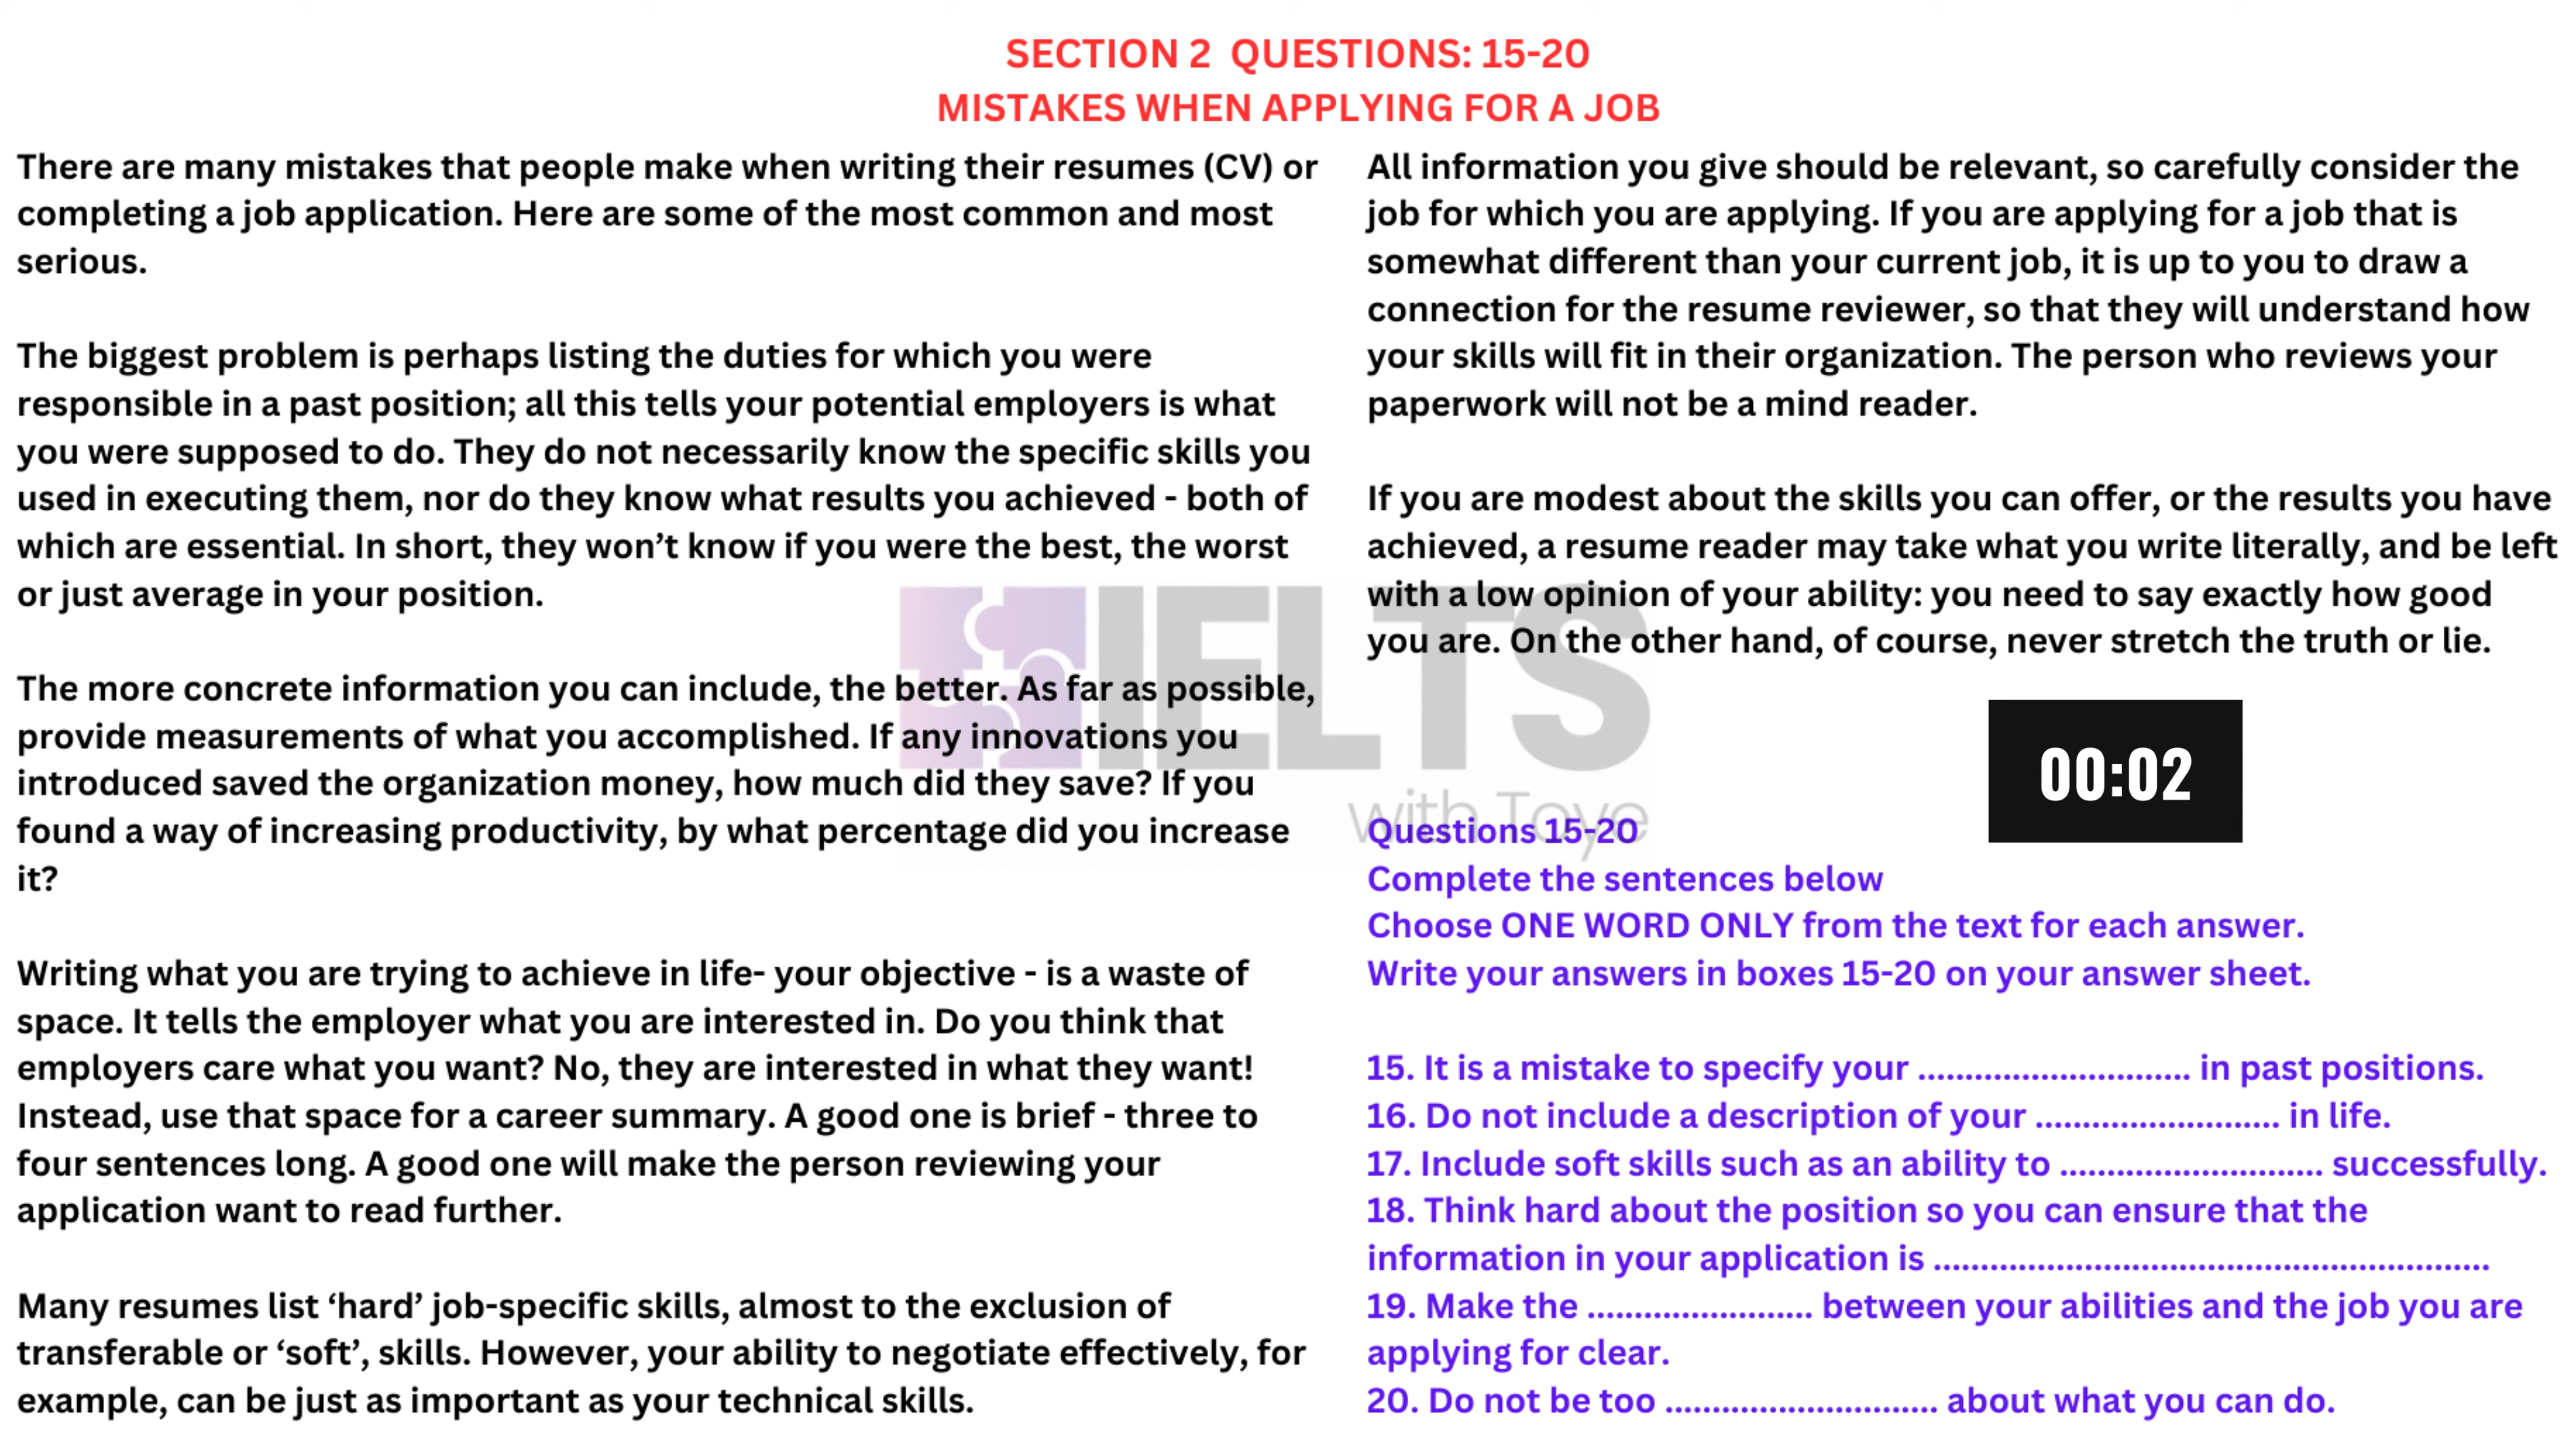 SECTION 2 QUESTIONS: 15-20
MISTAKES WHEN APPLYING FOR A JOB
There are many mistakes that people make when writing their resumes (CV) or
completing a job application. Here are some of the most common and most
serious.
The biggest problem is perhaps listing the duties for which you were
responsible in a past position; all this tells your potential employers is what
you were supposed to do. They do not necessarily know the specific skills you
used in executing them, nor do they know what results you achieved - both of
which are essential. In short, they won't know if you were the best, the worst
or just average in your position.
The more concrete information you can include, the better. As far as possible,
provide measurements of what you accomplished. If any innovations you
introduced saved the organization money, how much did they save? If you
found a way of increasing productivity, by what percentage did you increase
it?
Writing what you are trying to achieve in life- your objective - is a waste of
space. It tells the employer what you are interested in. Do you think that
employers care what you want? No, they are interested in what they want!
Instead, use that space for a career summary. A good one is brief - three to
four sentences long. A good one will make the person reviewing your
application want to read further.
Many resumes list ‘hard’ job-specific skills, almost to the exclusion of
transferable or ‘soft’, skills. However, your ability to negotiate effectively, for
example, can be just as important as your technical skills.
All information you give should be relevant, so carefully consider the
job for which you are applying. If you are applying for a job that is
somewhat different than your current job, it is up to you to draw a
connection for the resume reviewer, so that they will understand how
your skills will fit in their organization. The person who reviews your
paperwork will not be a mind reader.
If you are modest about the skills you can offer, or the results you have
achieved, a resume reader may take what you write literally, and be left
with a low opinion of your ability: you need to say exactly how good
you are. On the other hand, of course, never stretch the truth or lie.
IELTS
with Toye
00:02
Questions 15-20
Complete the sentences below
Choose ONE WORD ONLY from the text for each answer.
Write your answers in boxes 15-20 on your answer sheet.
15. It is a mistake to specify your ............................. in past positions.
16. Do not include a description of your .......................... in life.
17. Include soft skills such as an ability to ............................ successfully.
18. Think hard about the position so you can ensure that the
information in your application is ...........................................................
19. Make the ........................ between your abilities and the job you are
applying for clear.
20. Do not be too ............................. about what you can do.